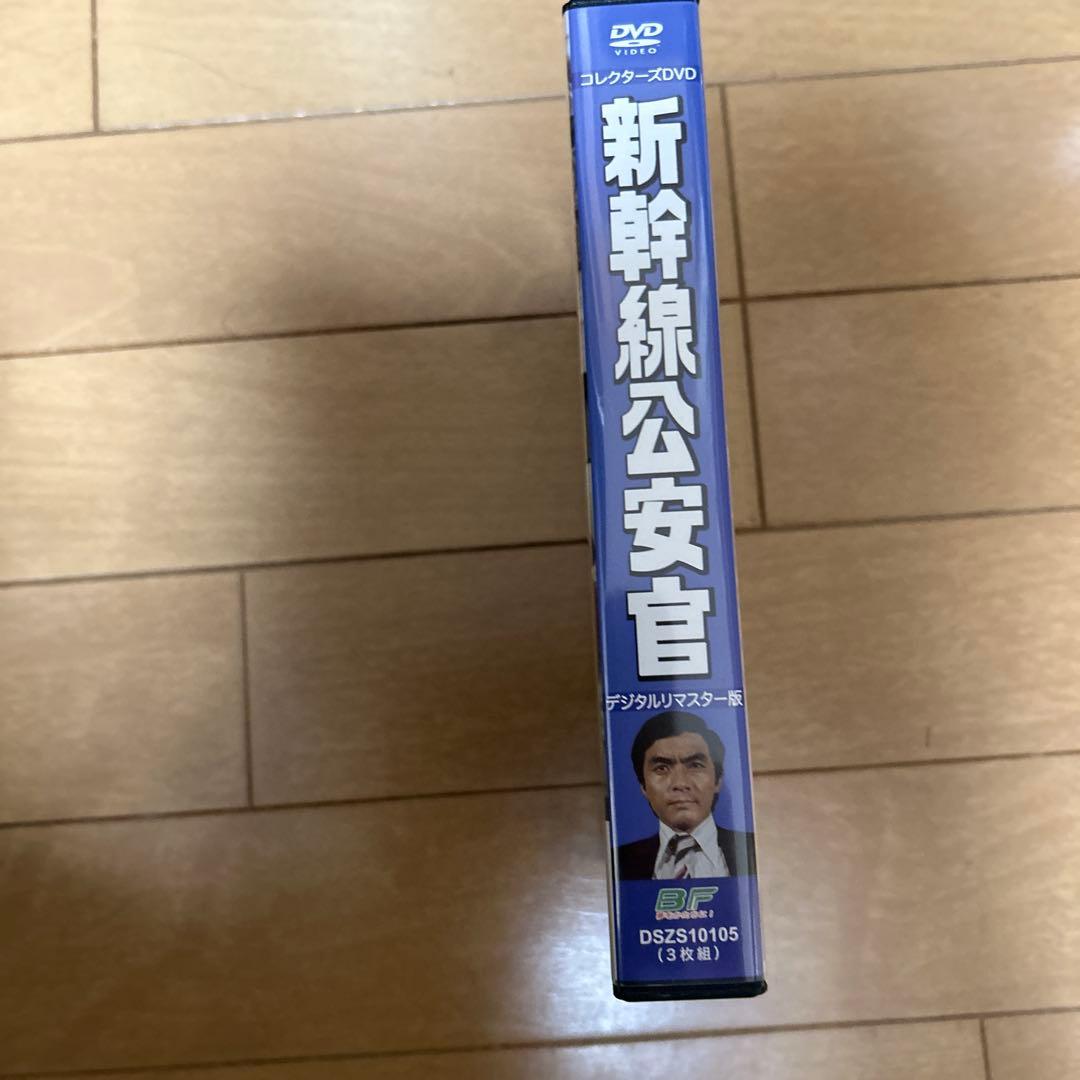 DVD
VIDEO
コレクターズDVD
新幹線公安官
デジタルリマスター版
BF
DSZS10105
(3枚組)